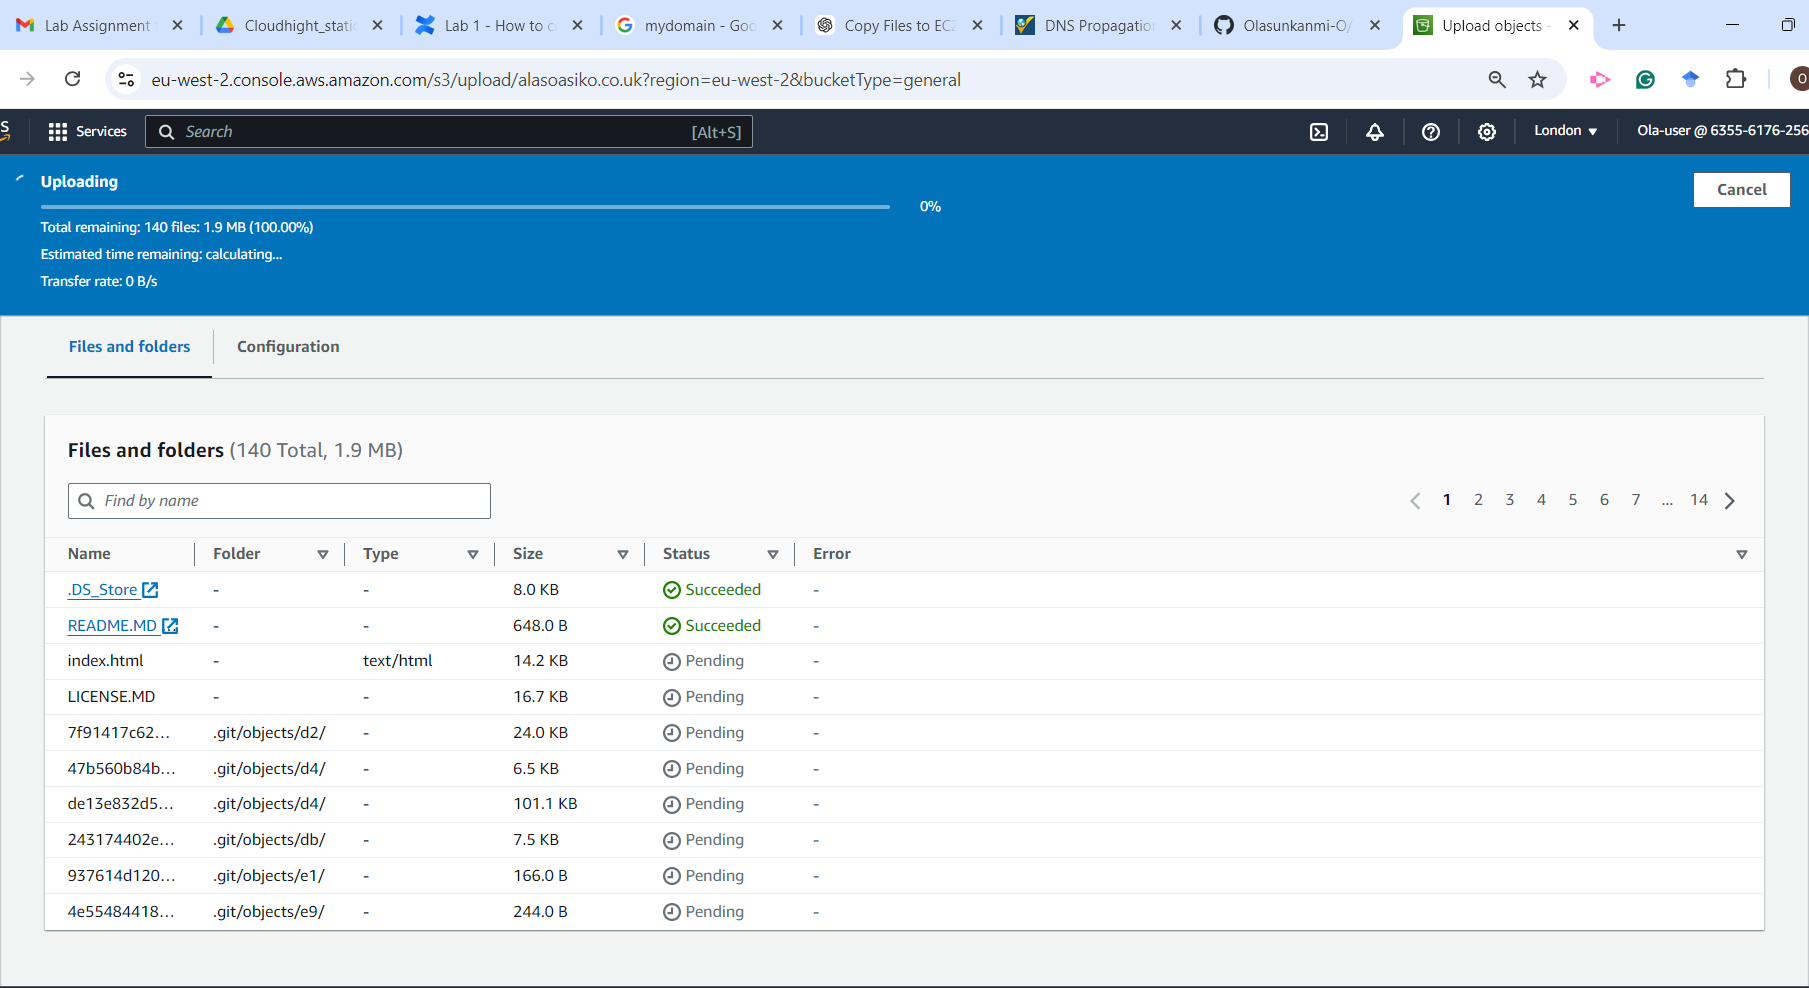 Lab Assignment
Cloudhight_stati
Lab 1 - How to c
mydomain - Goo
Copy Files to EC2
DNS Propagation
Olasunkanmi-O/
Upload objects -
eu-west-2.console.aws.amazon.com/s3/upload/alasoasiko.co.uk?region=eu-west-2&bucketType=general
O
Services
Search
[Alt+S]
London
Ola-user @ 6355-6176-256
Uploading
Cancel
0%
Total remaining: 140 files: 1.9 MB (100.00%)
Estimated time remaining: calculating...
Transfer rate: 0 B/s
Files and folders
Configuration
Files and folders (140 Total, 1.9 MB)
Find by name
1 2 3 4 5 6 7 ... 14
Name Folder Type Size Status Error
.DS_Store - - 8.0 KB Succeeded -
README.MD - - 648.0 B Succeeded -
index.html - text/html 14.2 KB Pending -
LICENSE.MD - - 16.7 KB Pending -
7f91417c62... .git/objects/d2/ - 24.0 KB Pending -
47b560b84b... .git/objects/d4/ - 6.5 KB Pending -
de13e832d5... .git/objects/d4/ - 101.1 KB Pending -
243174402e... .git/objects/db/ - 7.5 KB Pending -
937614d120... .git/objects/e1/ - 166.0 B Pending -
4e55484418... .git/objects/e9/ - 244.0 B Pending -